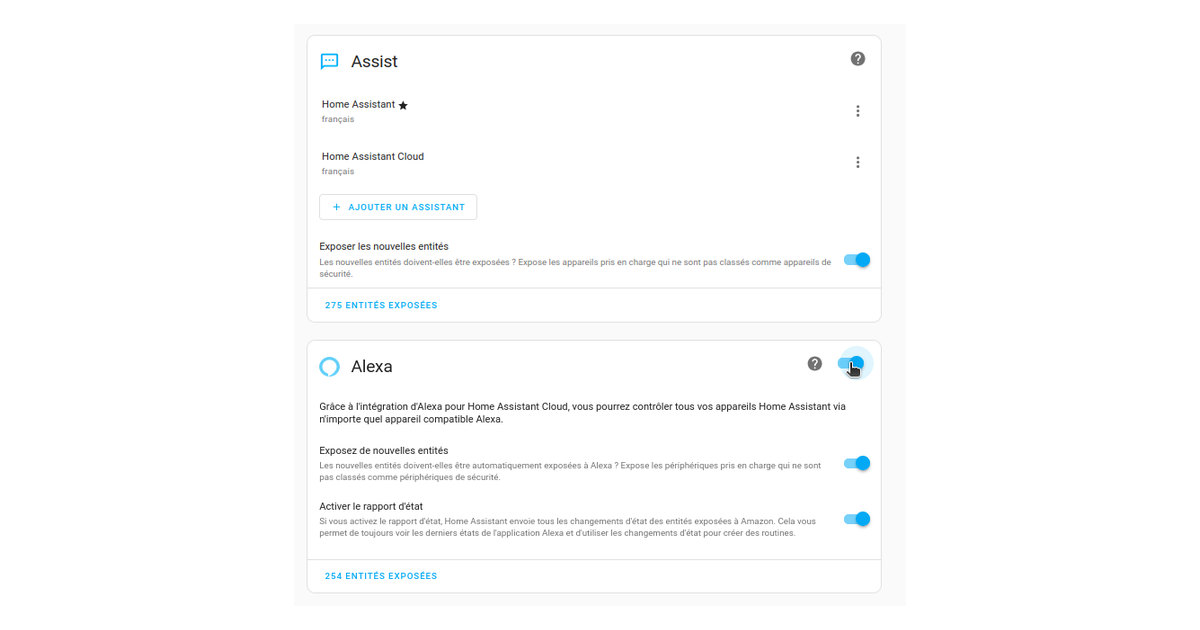 Assist
Home Assistant ★
français
Home Assistant Cloud
français
+ AJOUTER UN ASSISTANT
Exposer les nouvelles entités
Les nouvelles entités doivent-elles être exposées ? Expose les appareils pris en charge qui ne sont pas classés comme appareils de
sécurité.
275 ENTITÉS EXPOSÉES
Alexa
Grâce à l'intégration d'Alexa pour Home Assistant Cloud, vous pourrez contrôler tous vos appareils Home Assistant via
n'importe quel appareil compatible Alexa.
Exposez de nouvelles entités
Les nouvelles entités doivent-elles être automatiquement exposées à Alexa ? Expose les périphériques pris en charge qui ne sont
pas classés comme périphériques de sécurité.
Activer le rapport d'état
Si vous activez le rapport d'état, Home Assistant envoie tous les changements d'état des entités exposées à Amazon. Cela vous
permet de toujours voir les derniers états de l'application Alexa et d'utiliser les changements d'état pour créer des routines.
254 ENTITÉS EXPOSÉES